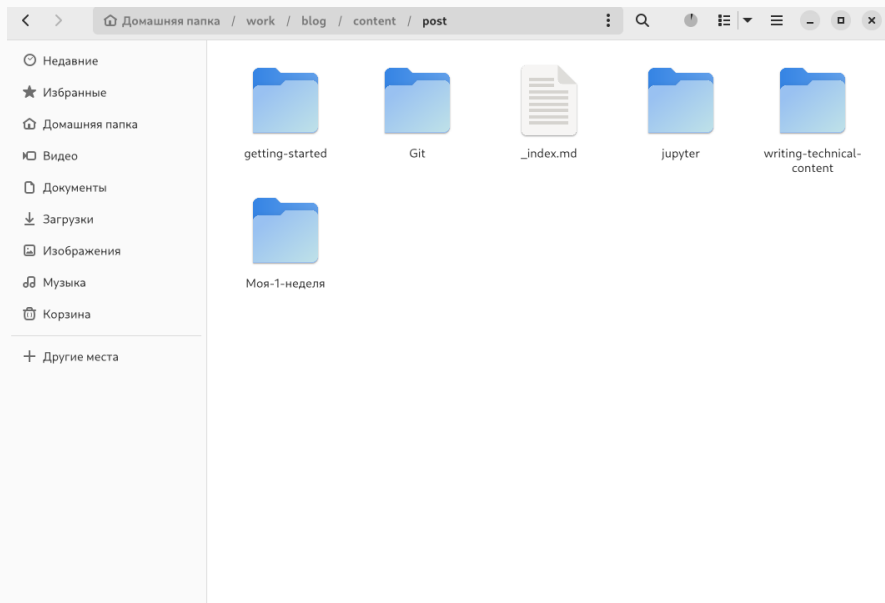 Домашняя папка / work / blog / content / post
Недавние
Избранные
Домашняя папка
Видео
Документы
Загрузки
Изображения
Музыка
Корзина
Другие места
getting-started
Git
_index.md
jupyter
writing-technical-
content
Моя-1-неделя